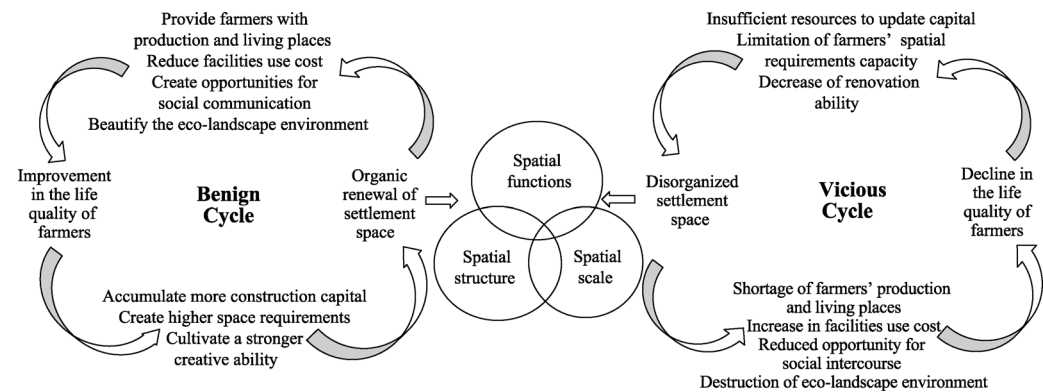 Provide farmers with
production and living places
Reduce facilities use cost
Create opportunities for
social communication
Beautify the eco-landscape environment
Improvement
in the life
quality of
farmers
Benign
Cycle
Organic
renewal of
settlement
space
Accumulate more construction capital
Create higher space requirements
Cultivate a stronger
creative ability
Spatial
functions
Spatial
structure
Spatial
scale
Insufficient resources to update capital
Limitation of farmers' spatial
requirements capacity
Decrease of renovation
ability
Disorganized
settlement
space
Vicious
Cycle
Decline in
the life
quality of
farmers
Shortage of farmers' production
and living places
Increase in facilities use cost
Reduced opportunity for
social intercourse
Destruction of eco-landscape environment